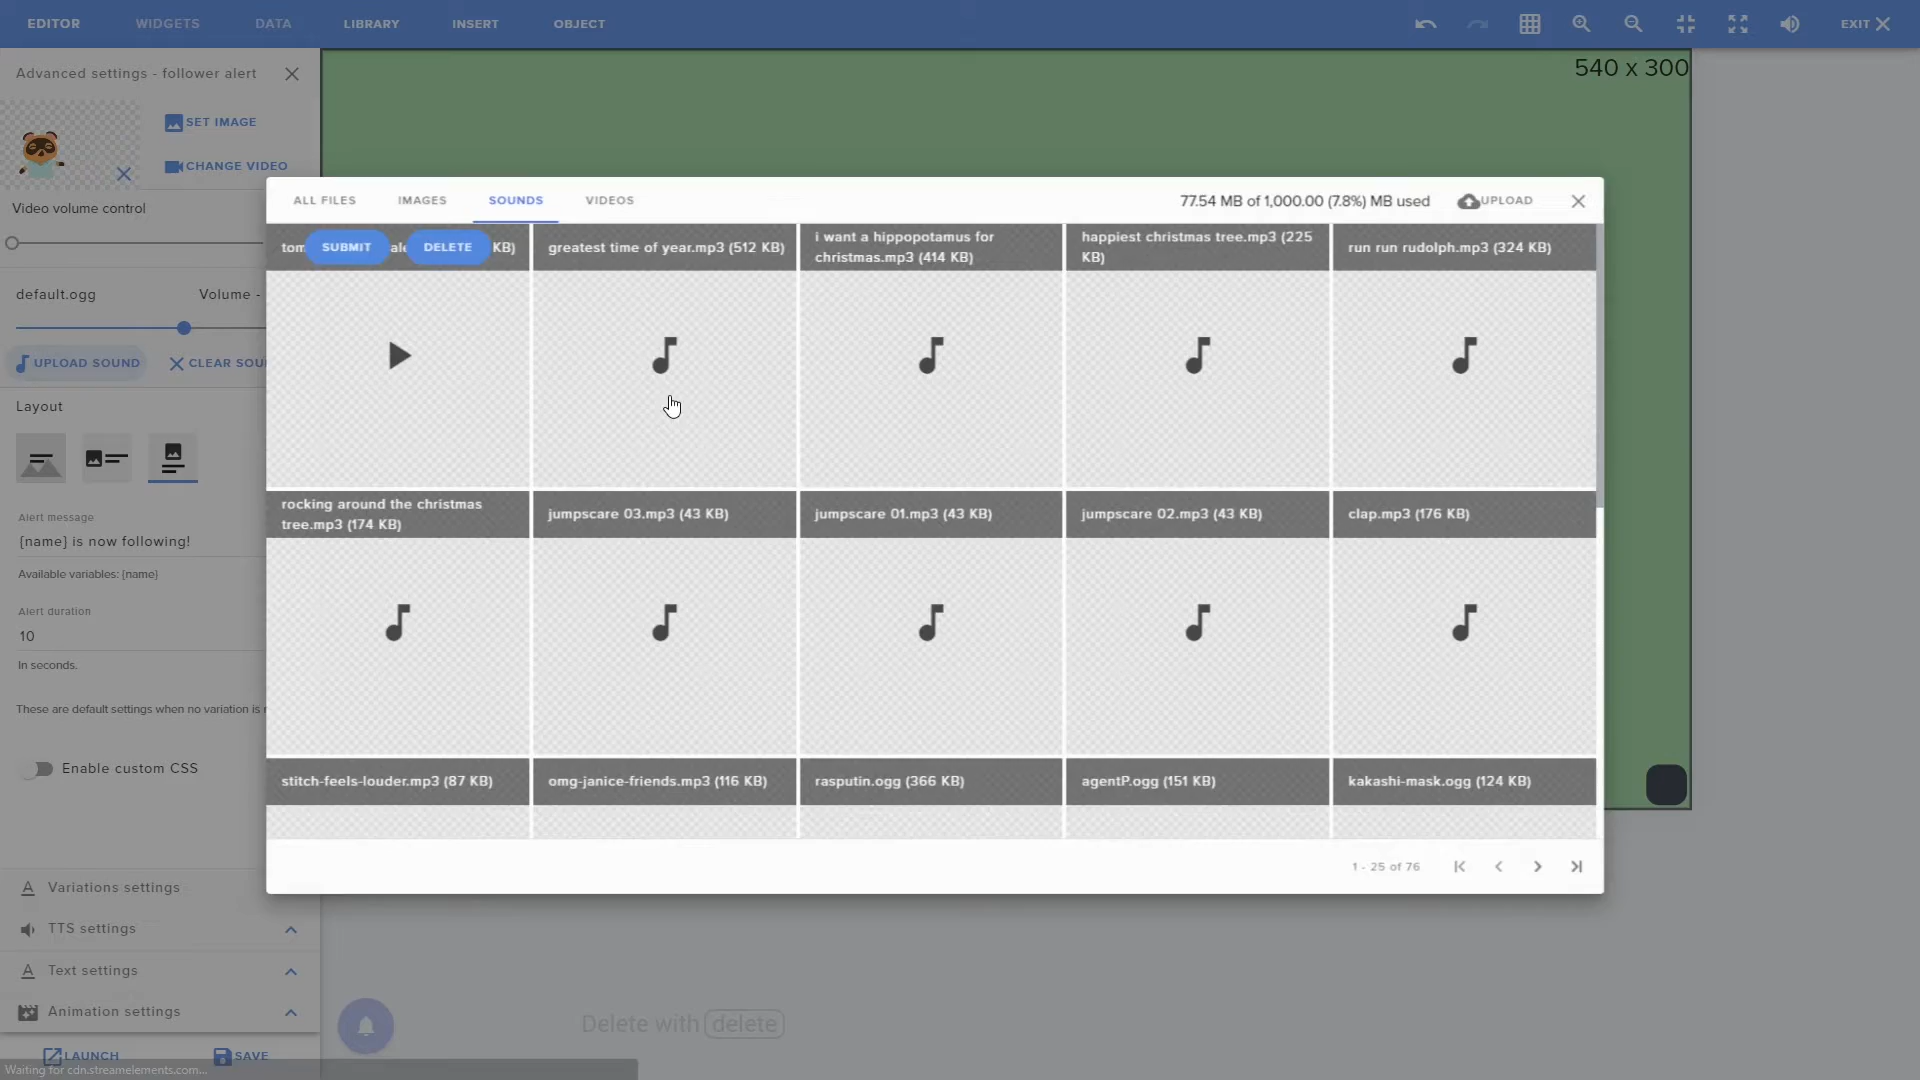 EDITOR WIDGETS DATA LIBRARY INSERT OBJECT EXIT
Advanced settings - follower alert
540 x 300
SET IMAGE
CHANGE VIDEO
Video volume control
default.ogg Volume -
UPLOAD SOUND CLEAR SOU
Layout
Alert message
{name} is now following!
Available variables: {name}
Alert duration
10
In seconds.
These are default settings when no variation is
Enable custom CSS
Variations settings
TTS settings
Text settings
Animation settings
LAUNCH SAVE
Waiting for cdn.streamelements.com...
ALL FILES IMAGES SOUNDS VIDEOS 77.54 MB of 1,000.00 (7.8%) MB used UPLOAD
tom SUBMIT DELETE KB)
greatest time of year.mp3 (512 KB)
i want a hippopotamus for
christmas.mp3 (414 KB)
happiest christmas tree.mp3 (225
KB)
run run rudolph.mp3 (324 KB)
rocking around the christmas
tree.mp3 (174 KB)
jumpscare 03.mp3 (43 KB)
jumpscare 01.mp3 (43 KB)
jumpscare 02.mp3 (43 KB)
clap.mp3 (176 KB)
stitch-feels-louder.mp3 (87 KB)
omg-janice-friends.mp3 (116 KB)
rasputin.ogg (366 KB)
agentP.ogg (151 KB)
kakashi-mask.ogg (124 KB)
1 - 25 of 76
Delete with delete